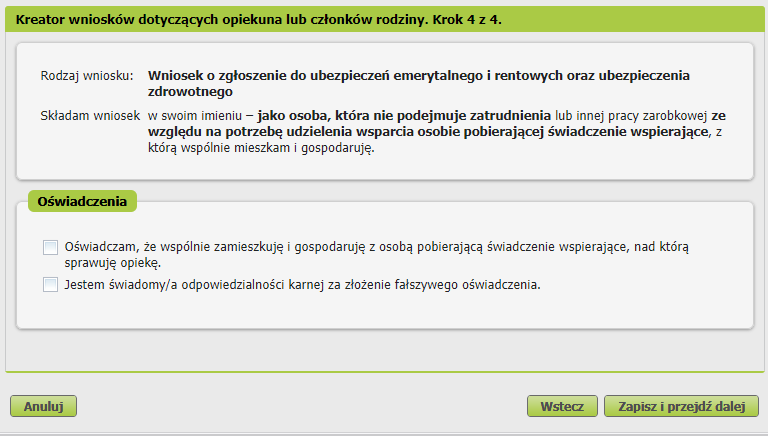 Kreator wniosków dotyczących opiekuna lub członków rodziny. Krok 4 z 4.
Rodzaj wniosku: Wniosek o zgłoszenie do ubezpieczeń emerytalnego i rentowych oraz ubezpieczenia
zdrowotnego
Składam wniosek w swoim imieniu – jako osoba, która nie podejmuje zatrudnienia lub innej pracy zarobkowej ze
względu na potrzebę udzielenia wsparcia osobie pobierającej świadczenie wspierające, z
którą wspólnie mieszkam i gospodaruję.
Oświadczenia
Oświadczam, że wspólnie zamieszkuję i gospodaruję z osobą pobierającą świadczenie wspierające, nad którą
sprawuję opiekę.
Jestem świadomy/a odpowiedzialności karnej za złożenie fałszywego oświadczenia.
Anuluj Wstecz Zapisz i przejdź dalej